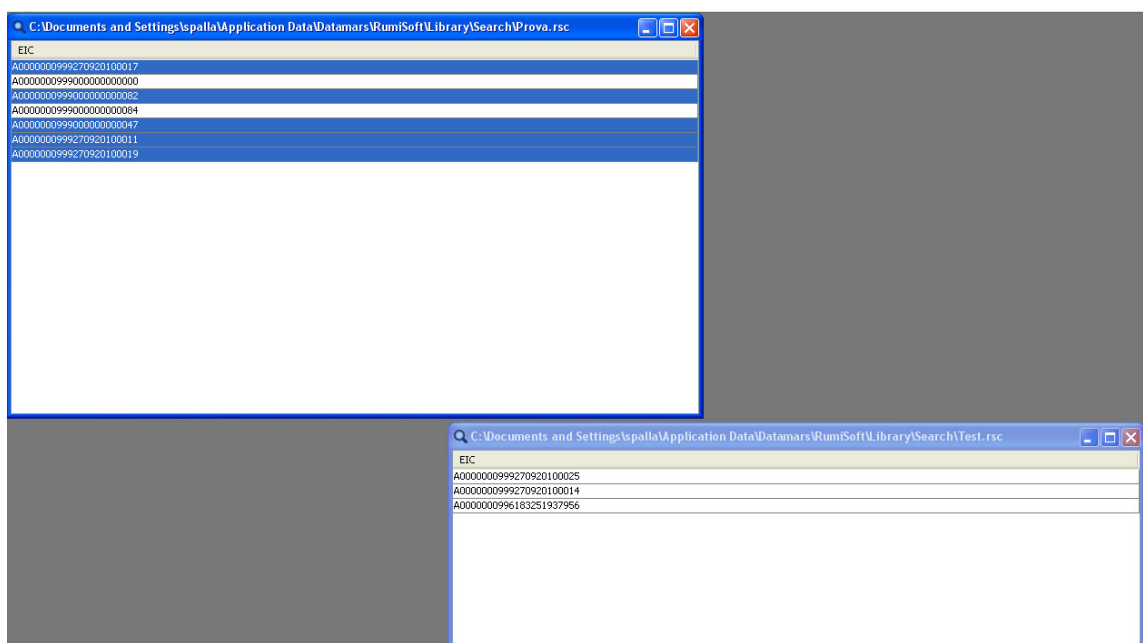 C:\Documents and Settings\spalla\Application Data\Datamars\RumiSoft\Library\Search\Prova.rsc
EIC
A0000000999270920100017
A0000000999000000000000
A0000000999000000000082
A0000000999000000000084
A0000000999000000000047
A0000000999270920100011
A0000000999270920100019
C:\Documents and Settings\spalla\Application Data\Datamars\RumiSoft\Library\Search\Test.rsc
EIC
A0000000999270920100025
A0000000999270920100014
A0000000996183251937956